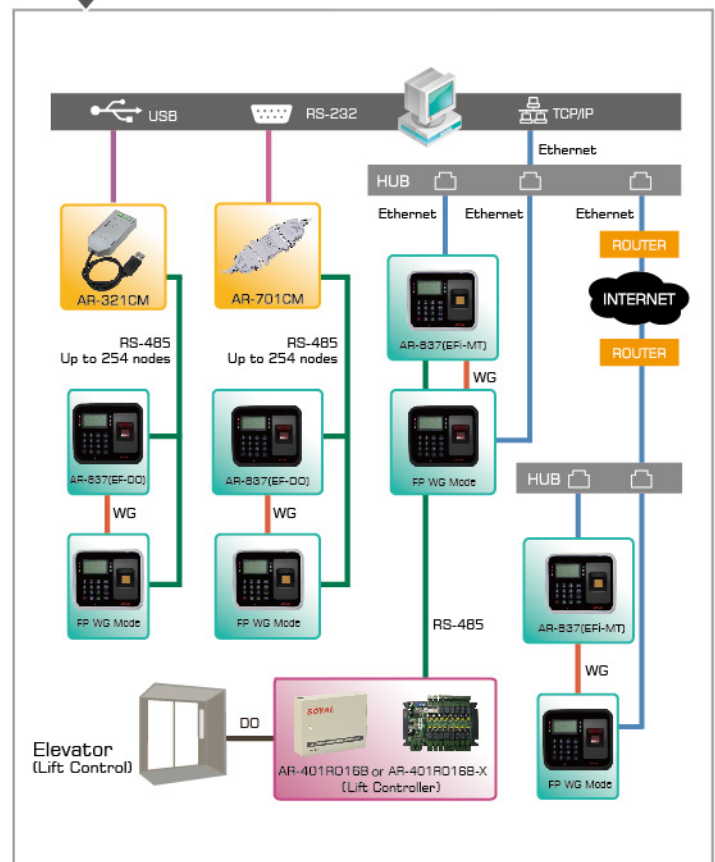 USB
RS-232
TCP/IP
Ethernet
HUB
Ethernet
Ethernet
Ethernet
ROUTER
INTERNET
ROUTER
AR-321CM
AR-701CM
AR-837(EFi-MT)
RS-485
Up to 254 nodes
RS-485
Up to 254 nodes
WG
AR-837(EF-DO)
AR-837(EF-DO)
FP WG Mode
HUB
WG
WG
FP WG Mode
FP WG Mode
RS-485
AR-837(EFi-MT)
WG
DO
SOYAL
Elevator
(Lift Control)
AR-401RO16B or AR-401RO16B-X
(Lift Controller)
FP WG Mode